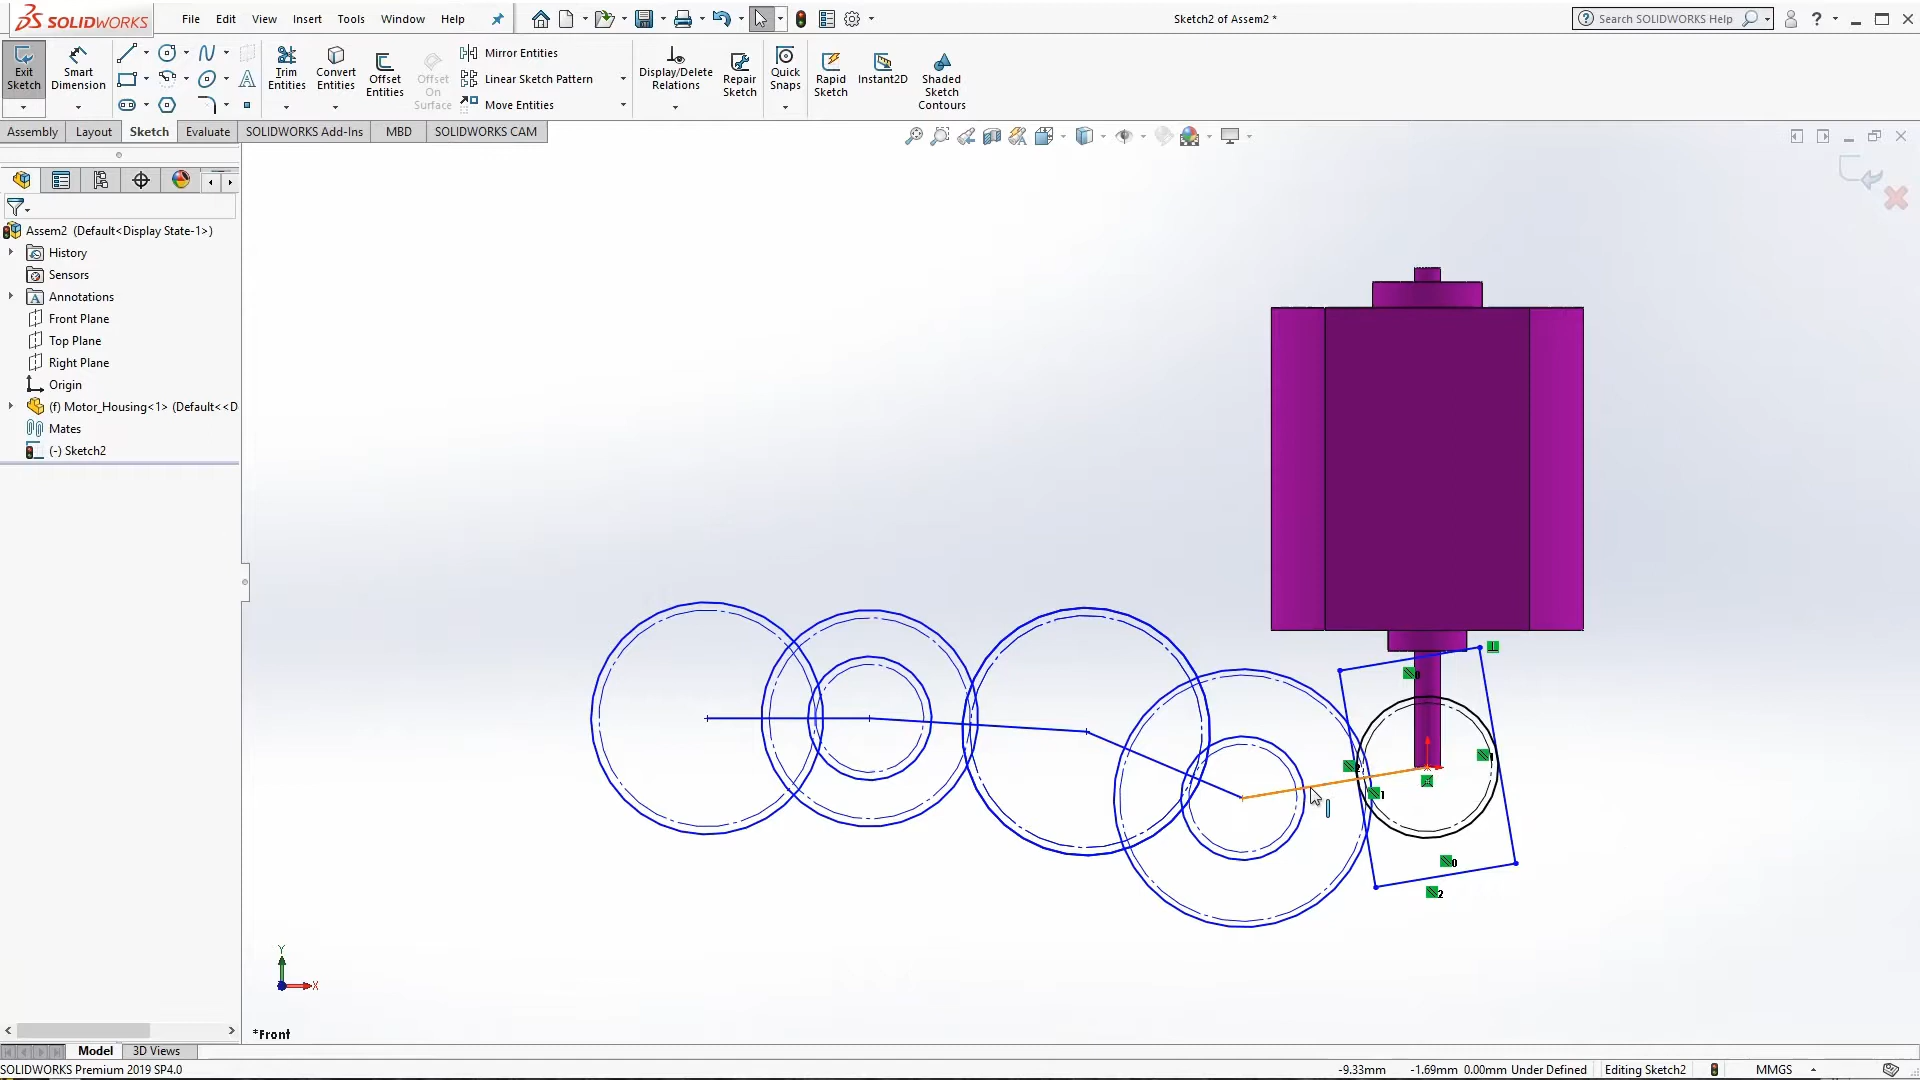 SOLIDWORKS File Edit View Insert Tools Window Help Sketch2 of Assem2 * Search SOLIDWORKS Help
Exit Sketch
Smart Dimension
Trim Entities
Convert Entities
Offset Entities
Offset On Surface
Mirror Entities
Linear Sketch Pattern
Move Entities
Display/Delete Relations
Repair Sketch
Quick Snaps
Rapid Sketch
Instant2D
Shaded Sketch Contours
Assembly Layout Sketch Evaluate SOLIDWORKS Add-Ins MBD SOLIDWORKS CAM
Assem2 (Default<Display State-1>)
History
Sensors
Annotations
Front Plane
Top Plane
Right Plane
Origin
(f) Motor_Housing<1> (Default<<D
Mates
(-) Sketch2
0
1
1
0
2
Y
X
*Front
Model 3D Views
SOLIDWORKS Premium 2019 SP4.0 -9.33mm -1.69mm 0.00mm Under Defined Editing Sketch2 MMGS